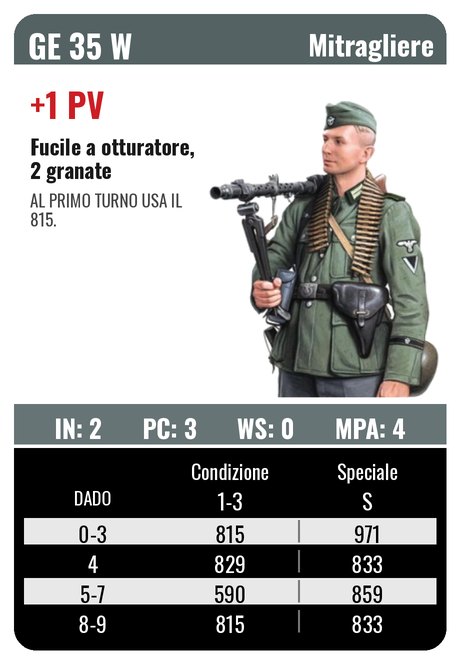 GE 35 W
Mitragliere
+1 PV
Fucile a otturatore,
2 granate
AL PRIMO TURNO USA IL
815.
IN: 2 PC: 3 WS: 0 MPA: 4
Condizione Speciale
DADO 1-3 S
0-3 815 | 971
4 829 | 833
5-7 590 | 859
8-9 815 | 833